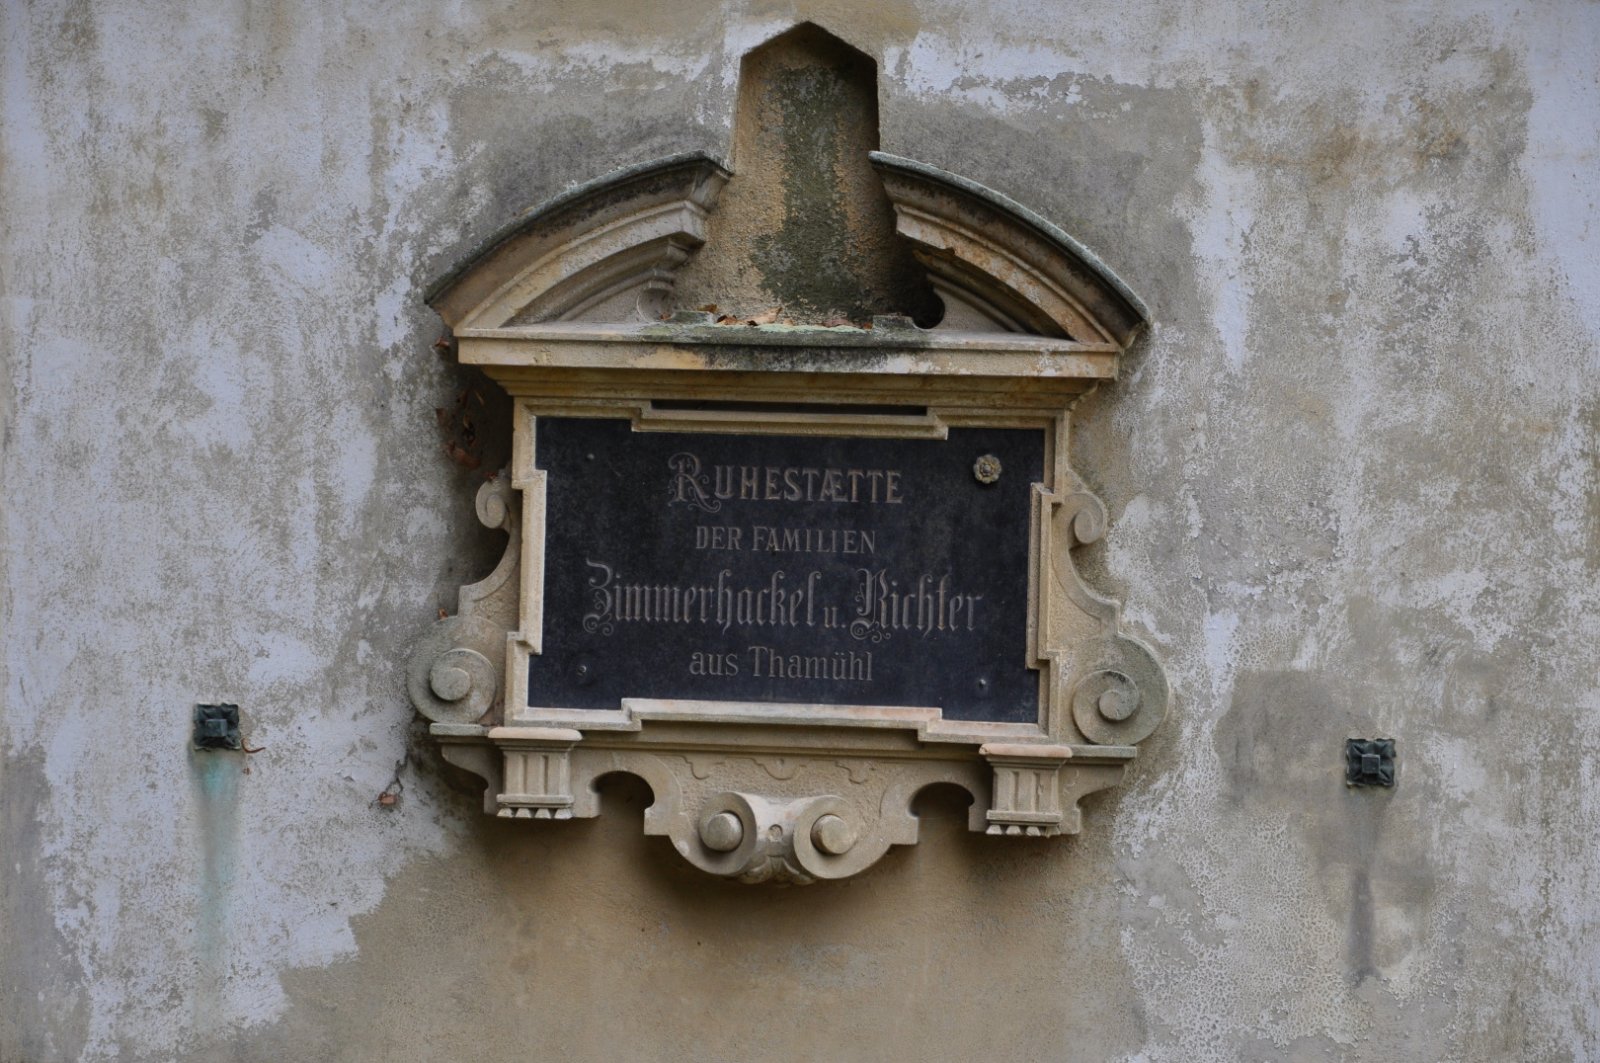 RUHESTÆTTE
DER FAMILIEN
Zimmerhackel u. Richter
aus Thamühl